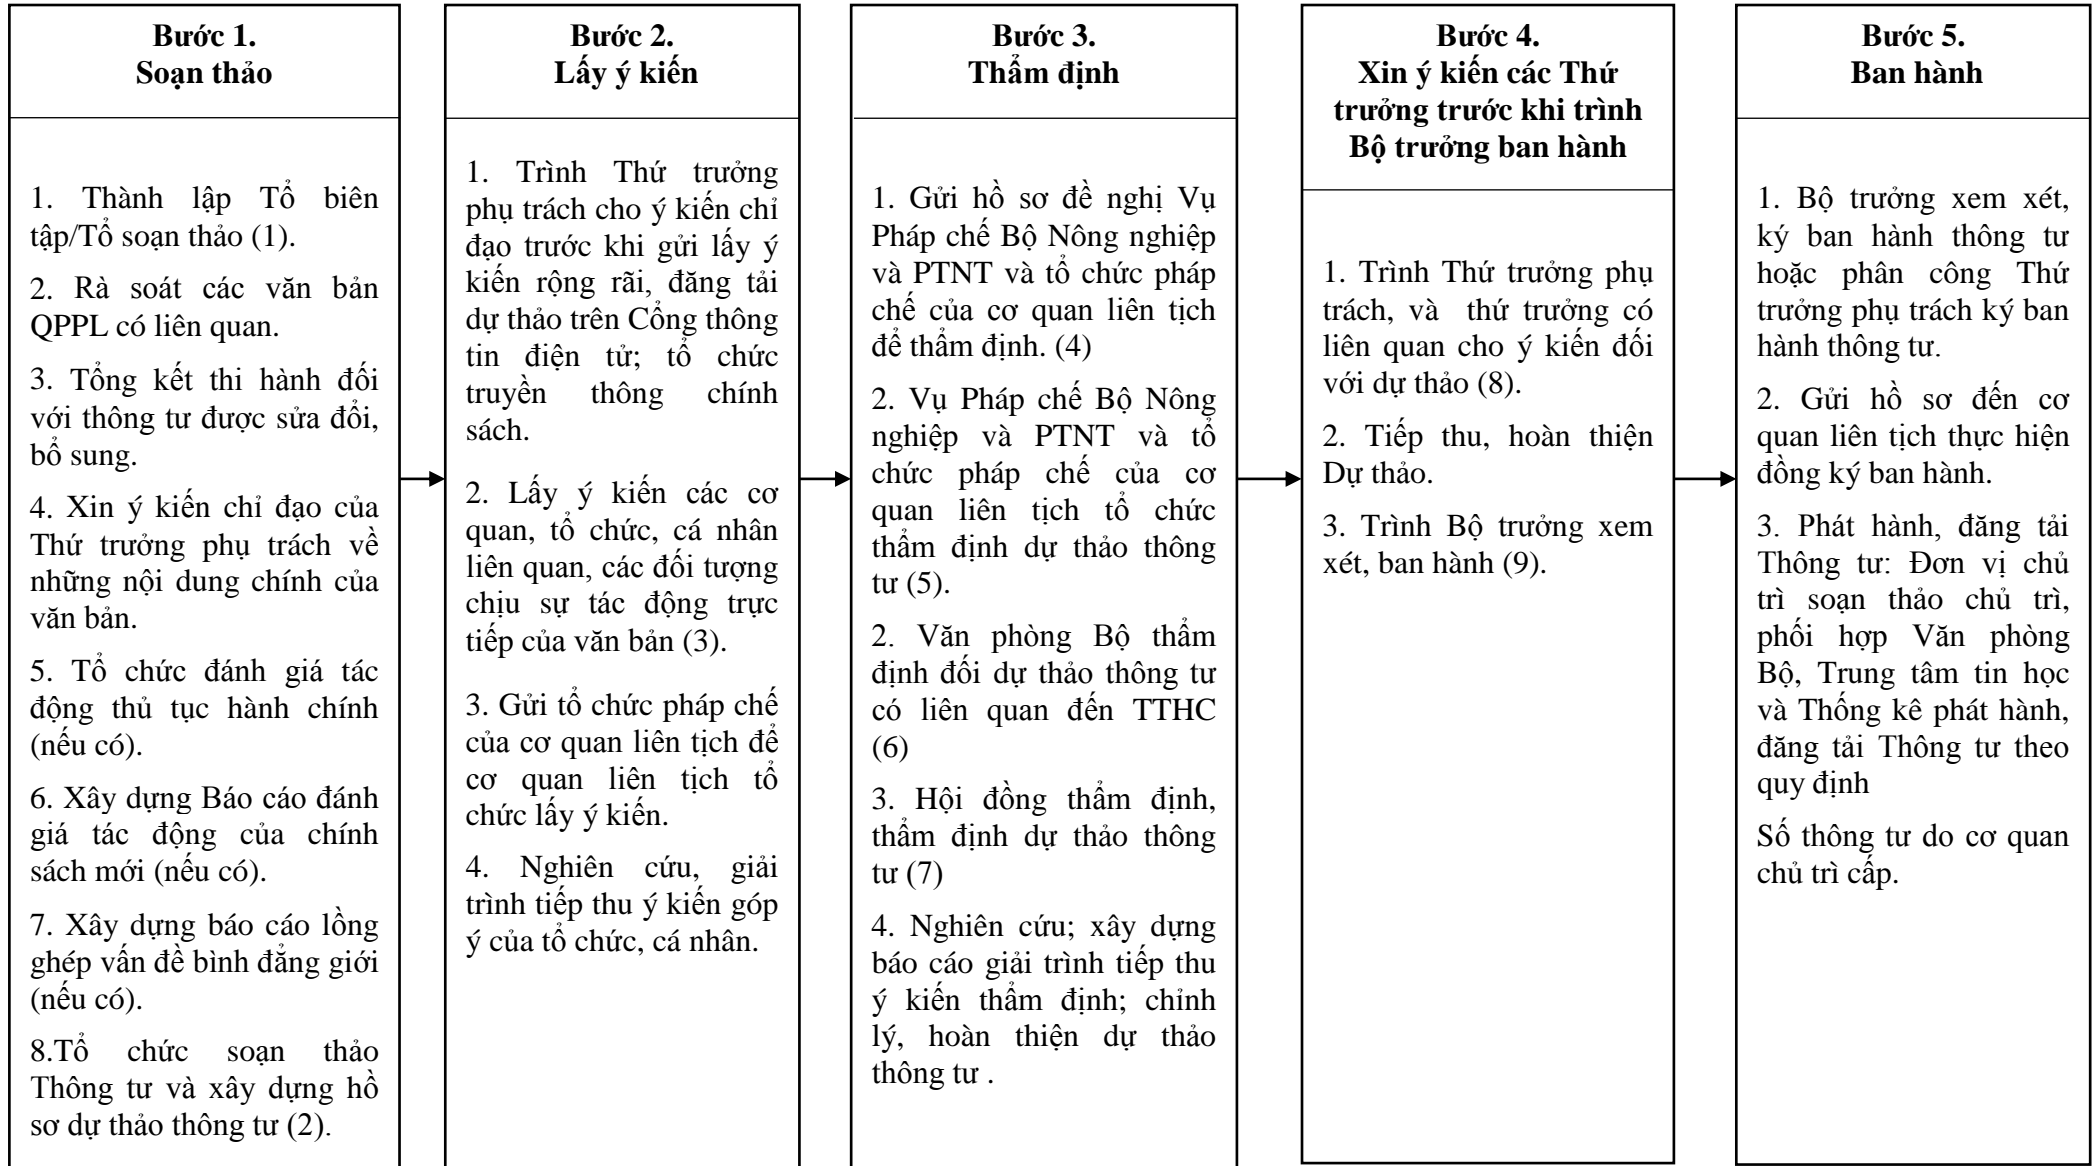 Bước 1.
Soạn thảo
1. Thành lập Tổ biên
tập/Tổ soạn thảo (1).
2. Rà soát các văn bản
QPPL có liên quan.
3. Tổng kết thi hành đối
với thông tư được sửa đổi,
bổ sung.
4. Xin ý kiến chỉ đạo của
Thứ trưởng phụ trách về
những nội dung chính của
văn bản.
5. Tổ chức đánh giá tác
động thủ tục hành chính
(nếu có).
6. Xây dựng Báo cáo đánh
giá tác động của chính
sách mới (nếu có).
7. Xây dựng báo cáo lồng
ghép vấn đề bình đẳng giới
(nếu có).
8.Tổ chức soạn thảo
Thông tư và xây dựng hồ
sơ dự thảo thông tư (2).
Bước 2.
Lấy ý kiến
1. Trình Thứ trưởng
phụ trách cho ý kiến chỉ
đạo trước khi gửi lấy ý
kiến rộng rãi, đăng tải
dự thảo trên Cổng thông
tin điện tử; tổ chức
truyền thông chính
sách.
2. Lấy ý kiến các cơ
quan, tổ chức, cá nhân
liên quan, các đối tượng
chịu sự tác động trực
tiếp của văn bản (3).
3. Gửi tổ chức pháp chế
của cơ quan liên tịch để
cơ quan liên tịch tổ
chức lấy ý kiến.
4. Nghiên cứu, giải
trình tiếp thu ý kiến góp
ý của tổ chức, cá nhân.
Bước 3.
Thẩm định
1. Gửi hồ sơ đề nghị Vụ
Pháp chế Bộ Nông nghiệp
và PTNT và tổ chức pháp
chế của cơ quan liên tịch
để thẩm định. (4)
2. Vụ Pháp chế Bộ Nông
nghiệp và PTNT và tổ
chức pháp chế của cơ
quan liên tịch tổ chức
thẩm định dự thảo thông
tư (5).
2. Văn phòng Bộ thẩm
định đối dự thảo thông tư
có liên quan đến TTHC
(6)
3. Hội đồng thẩm định,
thẩm định dự thảo thông
tư (7)
4. Nghiên cứu; xây dựng
báo cáo giải trình tiếp thu
ý kiến thẩm định; chỉnh
lý, hoàn thiện dự thảo
thông tư .
Bước 4.
Xin ý kiến các Thứ
trưởng trước khi trình
Bộ trưởng ban hành
1. Trình Thứ trưởng phụ
trách, và thứ trưởng có
liên quan cho ý kiến đối
với dự thảo (8).
2. Tiếp thu, hoàn thiện
Dự thảo.
3. Trình Bộ trưởng xem
xét, ban hành (9).
Bước 5.
Ban hành
1. Bộ trưởng xem xét,
ký ban hành thông tư
hoặc phân công Thứ
trưởng phụ trách ký ban
hành thông tư.
2. Gửi hồ sơ đến cơ
quan liên tịch thực hiện
đồng ký ban hành.
3. Phát hành, đăng tải
Thông tư: Đơn vị chủ
trì soạn thảo chủ trì,
phối hợp Văn phòng
Bộ, Trung tâm tin học
và Thống kê phát hành,
đăng tải Thông tư theo
quy định
Số thông tư do cơ quan
chủ trì cấp.